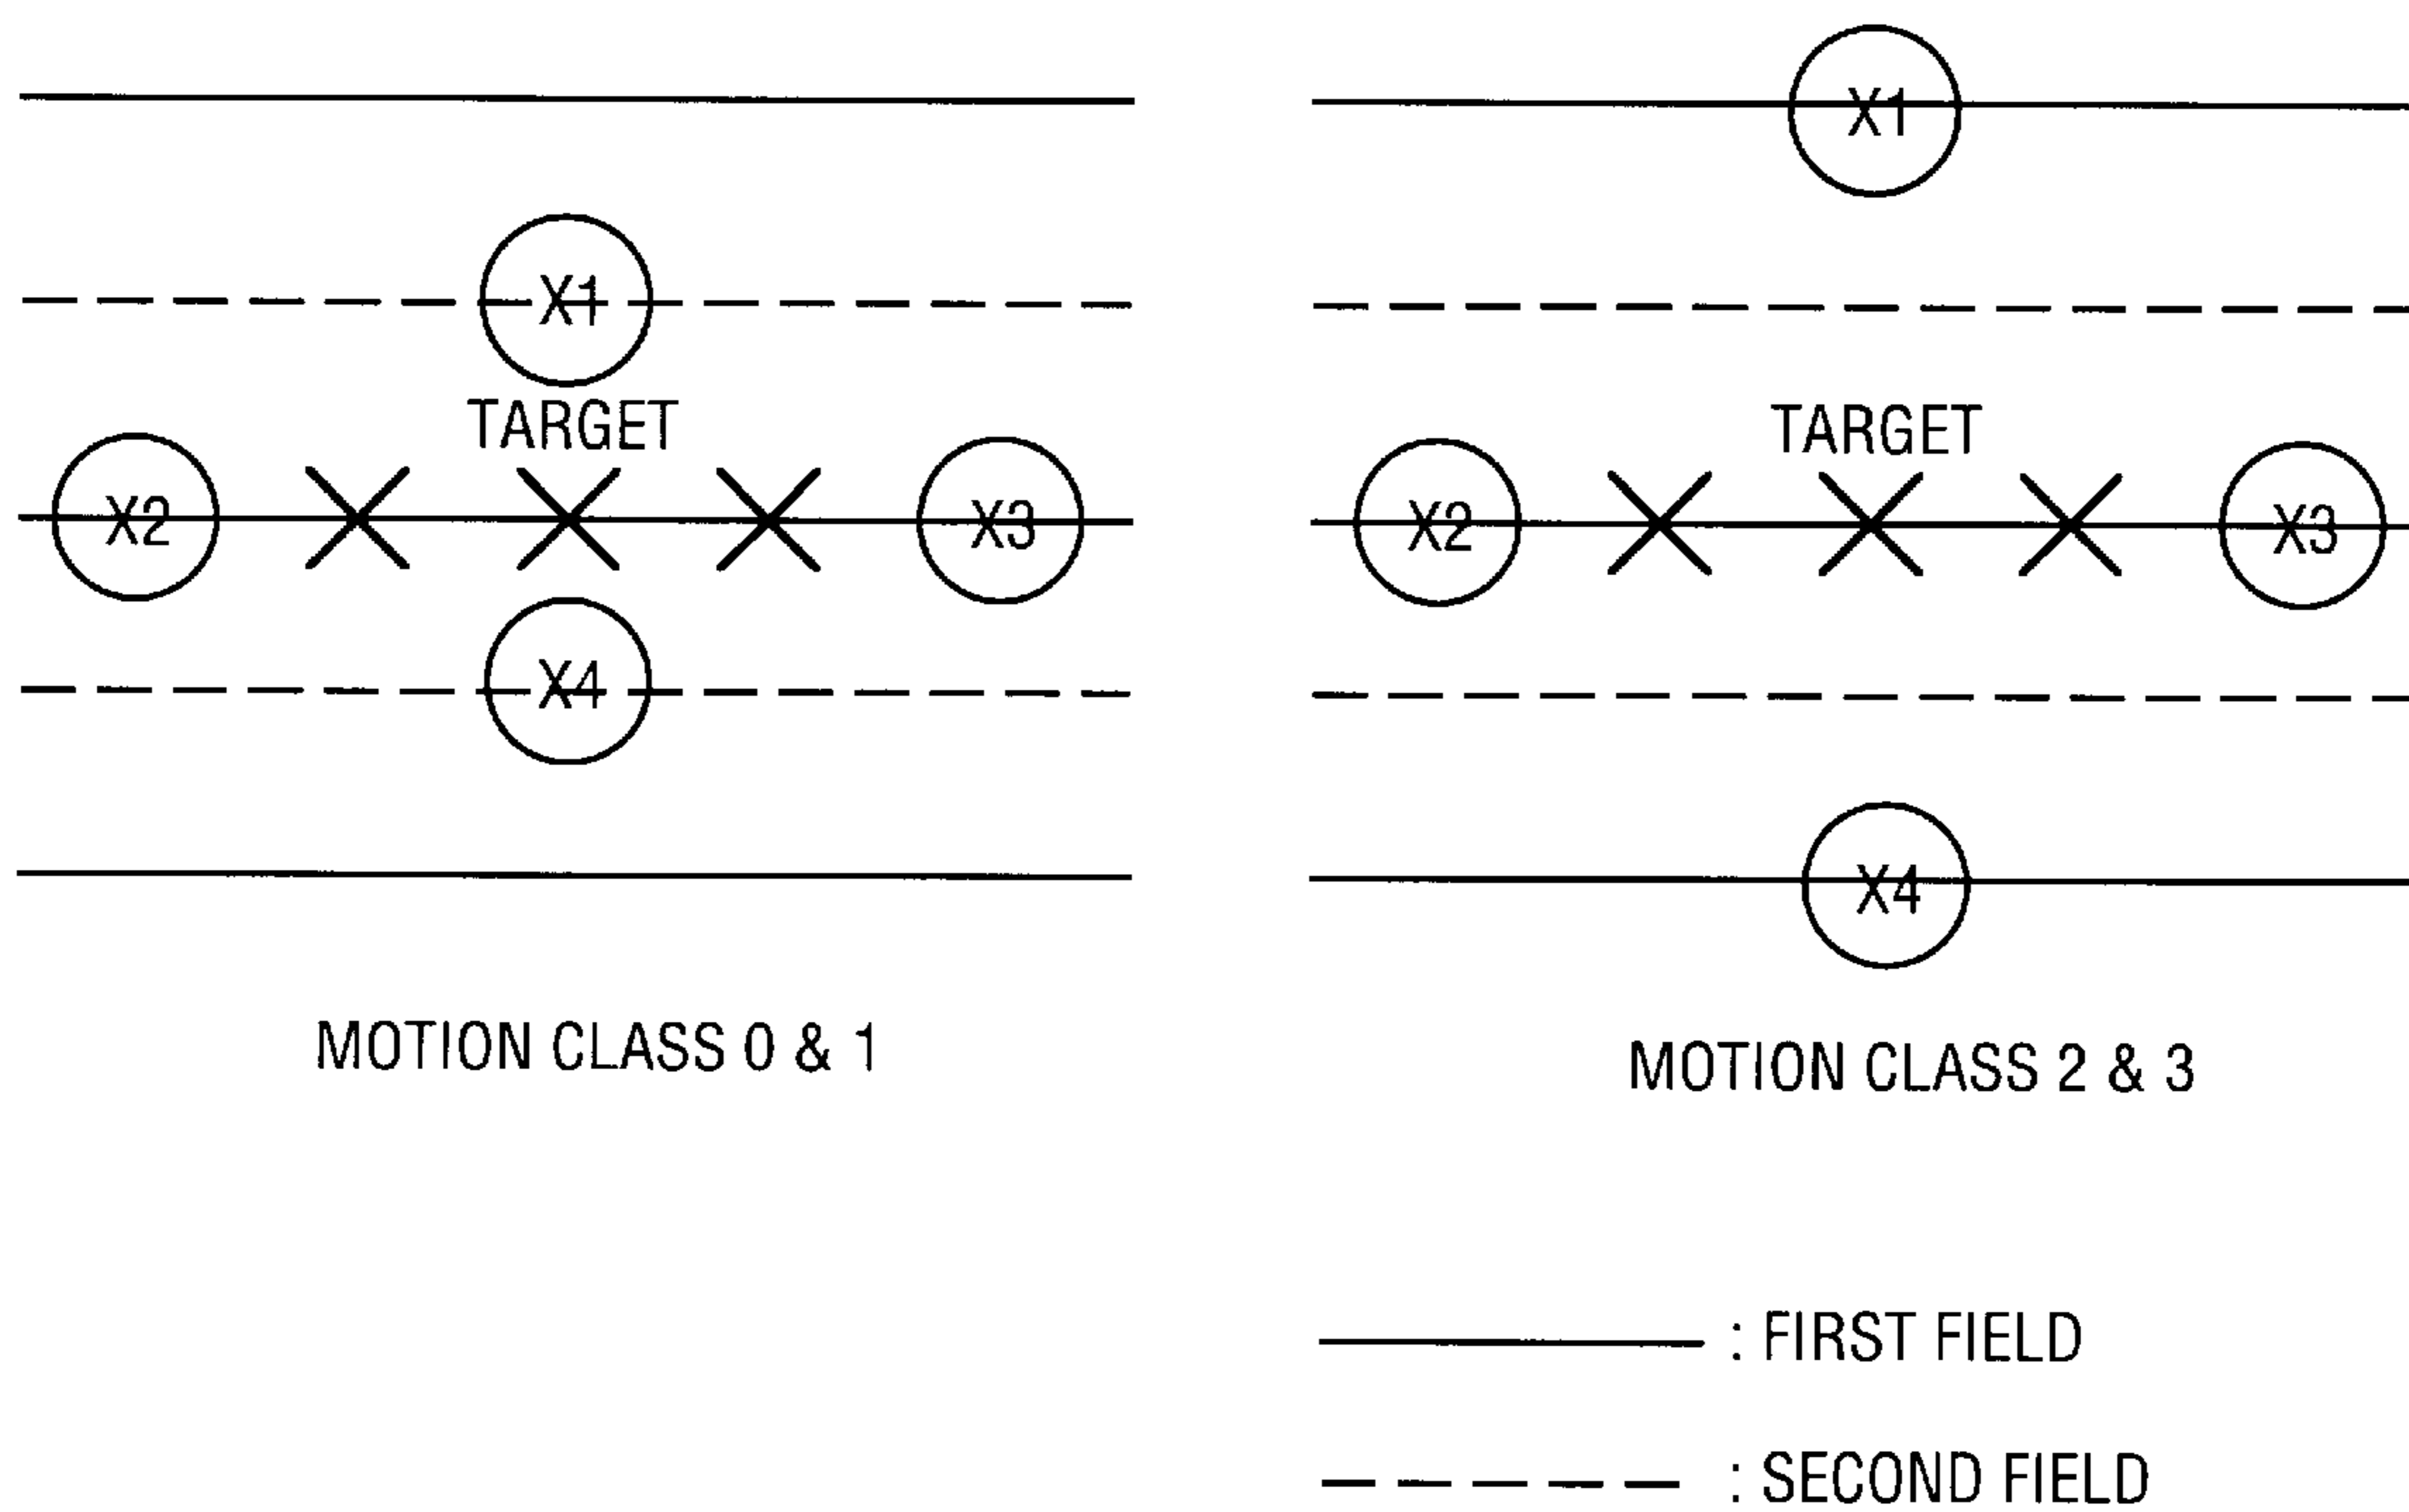 X1
TARGET
X2
X3
X4
MOTION CLASS 0 & 1
X1
TARGET
X2
X3
X4
MOTION CLASS 2 & 3
: FIRST FIELD
: SECOND FIELD